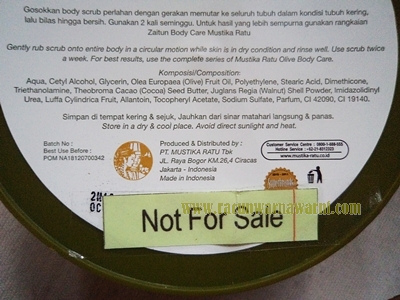 Gosokkan body scrub perlahan dengan gerakan memutar ke seluruh tubuh dalam kondisi tubuh kering,
lalu bilas hingga bersih. Gunakan 2 kali seminggu. Untuk hasil yang lebih sempurna gunakan rangkaian
Zaitun Body Care Mustika Ratu
Gently rub scrub onto entire body in a circular motion while skin is in dry condition and rinse well. Use scrub twice
a week. For best results, use the complete series of Mustika Ratu Olive Body Care.
Komposisi/Composition:
Aqua, Cetyl Alcohol, Glycerin, Olea Europaea (Olive) Fruit Oil, Polyethylene, Stearic Acid, Dimethicone,
Triethanolamine, Theobroma Cacao (Cocoa) Seed Butter, Juglans Regia (Walnut) Shell Powder, Imidazolidinyl
Urea, Luffa Cylindrica Fruit, Allantoin, Tocopheryl Acetate, Sodium Sulfate, Parfum, CI 42090, CI 19140.
Simpan di tempat kering & sejuk, Jauhkan dari sinar matahari langsung & panas.
Store in a dry & cool place. Avoid direct sunlight and heat.
Batch No :
Best Use Before :
POM NA18120700342
Produced & Distributed by:
PT. MUSTIKA RATU Tbk
JL. Raya Bogor KM.26,4 Ciracas
Jakarta - Indonesia
Made in Indonesia
www.mustika-ratu.co.id
Not For Sale